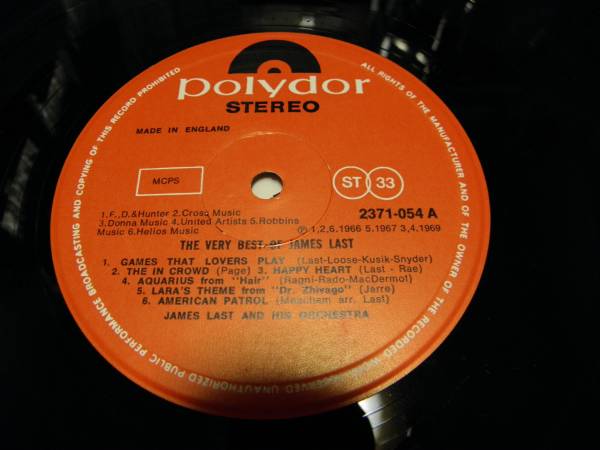 polydor
STEREO
MADE IN ENGLAND
MCPS
ST 33
2371-054 A
1.F.,D.&Hunter 2.Cross Music
3.Donna Music 4.United Artists 5.Robbins
Music 6.Helios Music
℗ 1,2,6.1966 5.1967 3,4.1969
THE VERY BEST OF JAMES LAST
1. GAMES THAT LOVERS PLAY (Last-Loose-Kusik-Snyder)
2. THE IN CROWD (Page) 3. HAPPY HEART (Last - Rae)
4. AQUARIUS from "Hair" (Ragni-Rado-MacDermot)
5. LARA'S THEME from "Dr. Zhivago" (Jarre)
6. AMERICAN PATROL (Meachem arr. Last)
JAMES LAST AND HIS ORCHESTRA
ALL RIGHTS OF THE MANUFACTURER AND OF THE OWNER OF THE RECORDED RESERVED UNAUTHORIZED PUBLIC PERFORMANCE BROADCASTING AND COPYING OF THIS RECORD PROHIBITED